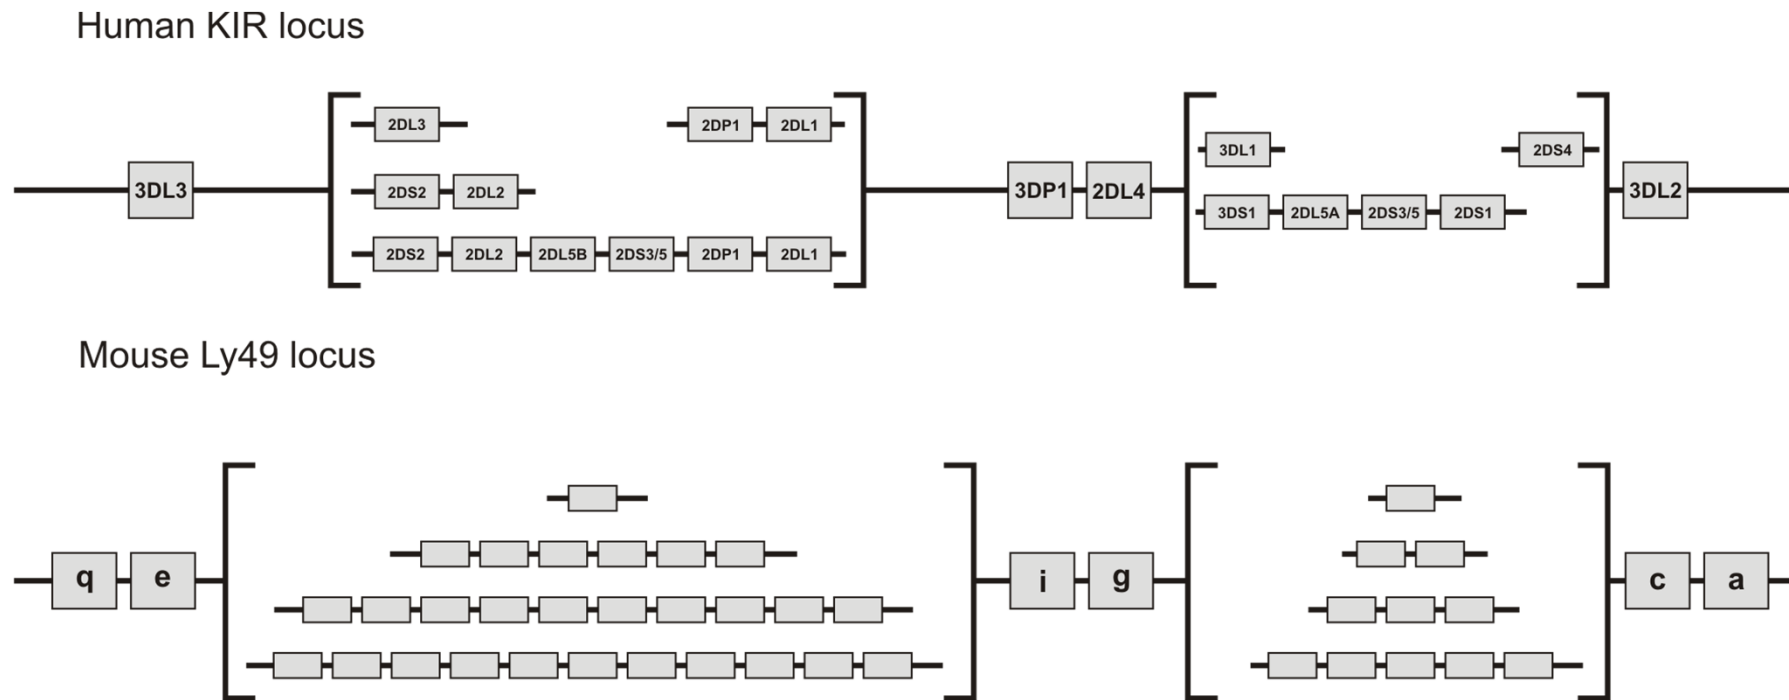 Human KIR locus
2DL3 2DP1 2DL1
3DL1 2DS4
3DL3 2DS2 2DL2 3DP1 2DL4 3DL2
3DS1 2DL5A 2DS3/5 2DS1
2DS2 2DL2 2DL5B 2DS3/5 2DP1 2DL1
Mouse Ly49 locus
q e i g c a